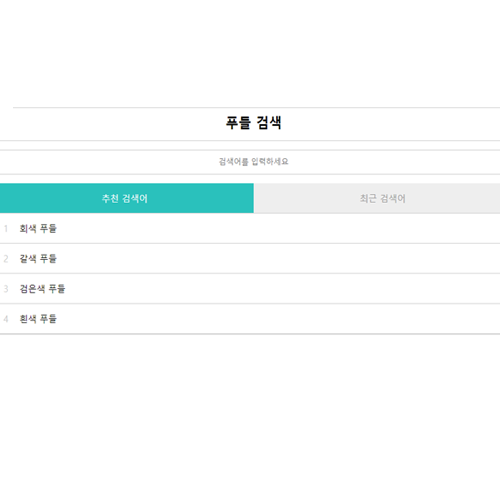 푸들 검색
검색어를 입력하세요
추천 검색어 최근 검색어
1 회색 푸들
2 갈색 푸들
3 검은색 푸들
4 흰색 푸들